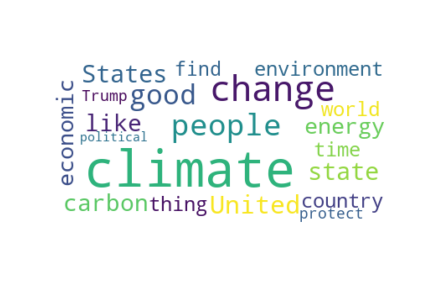 States find environment
Trump good change
world
economic
like people energy
political
time
climate state
carbon thing United country
protect